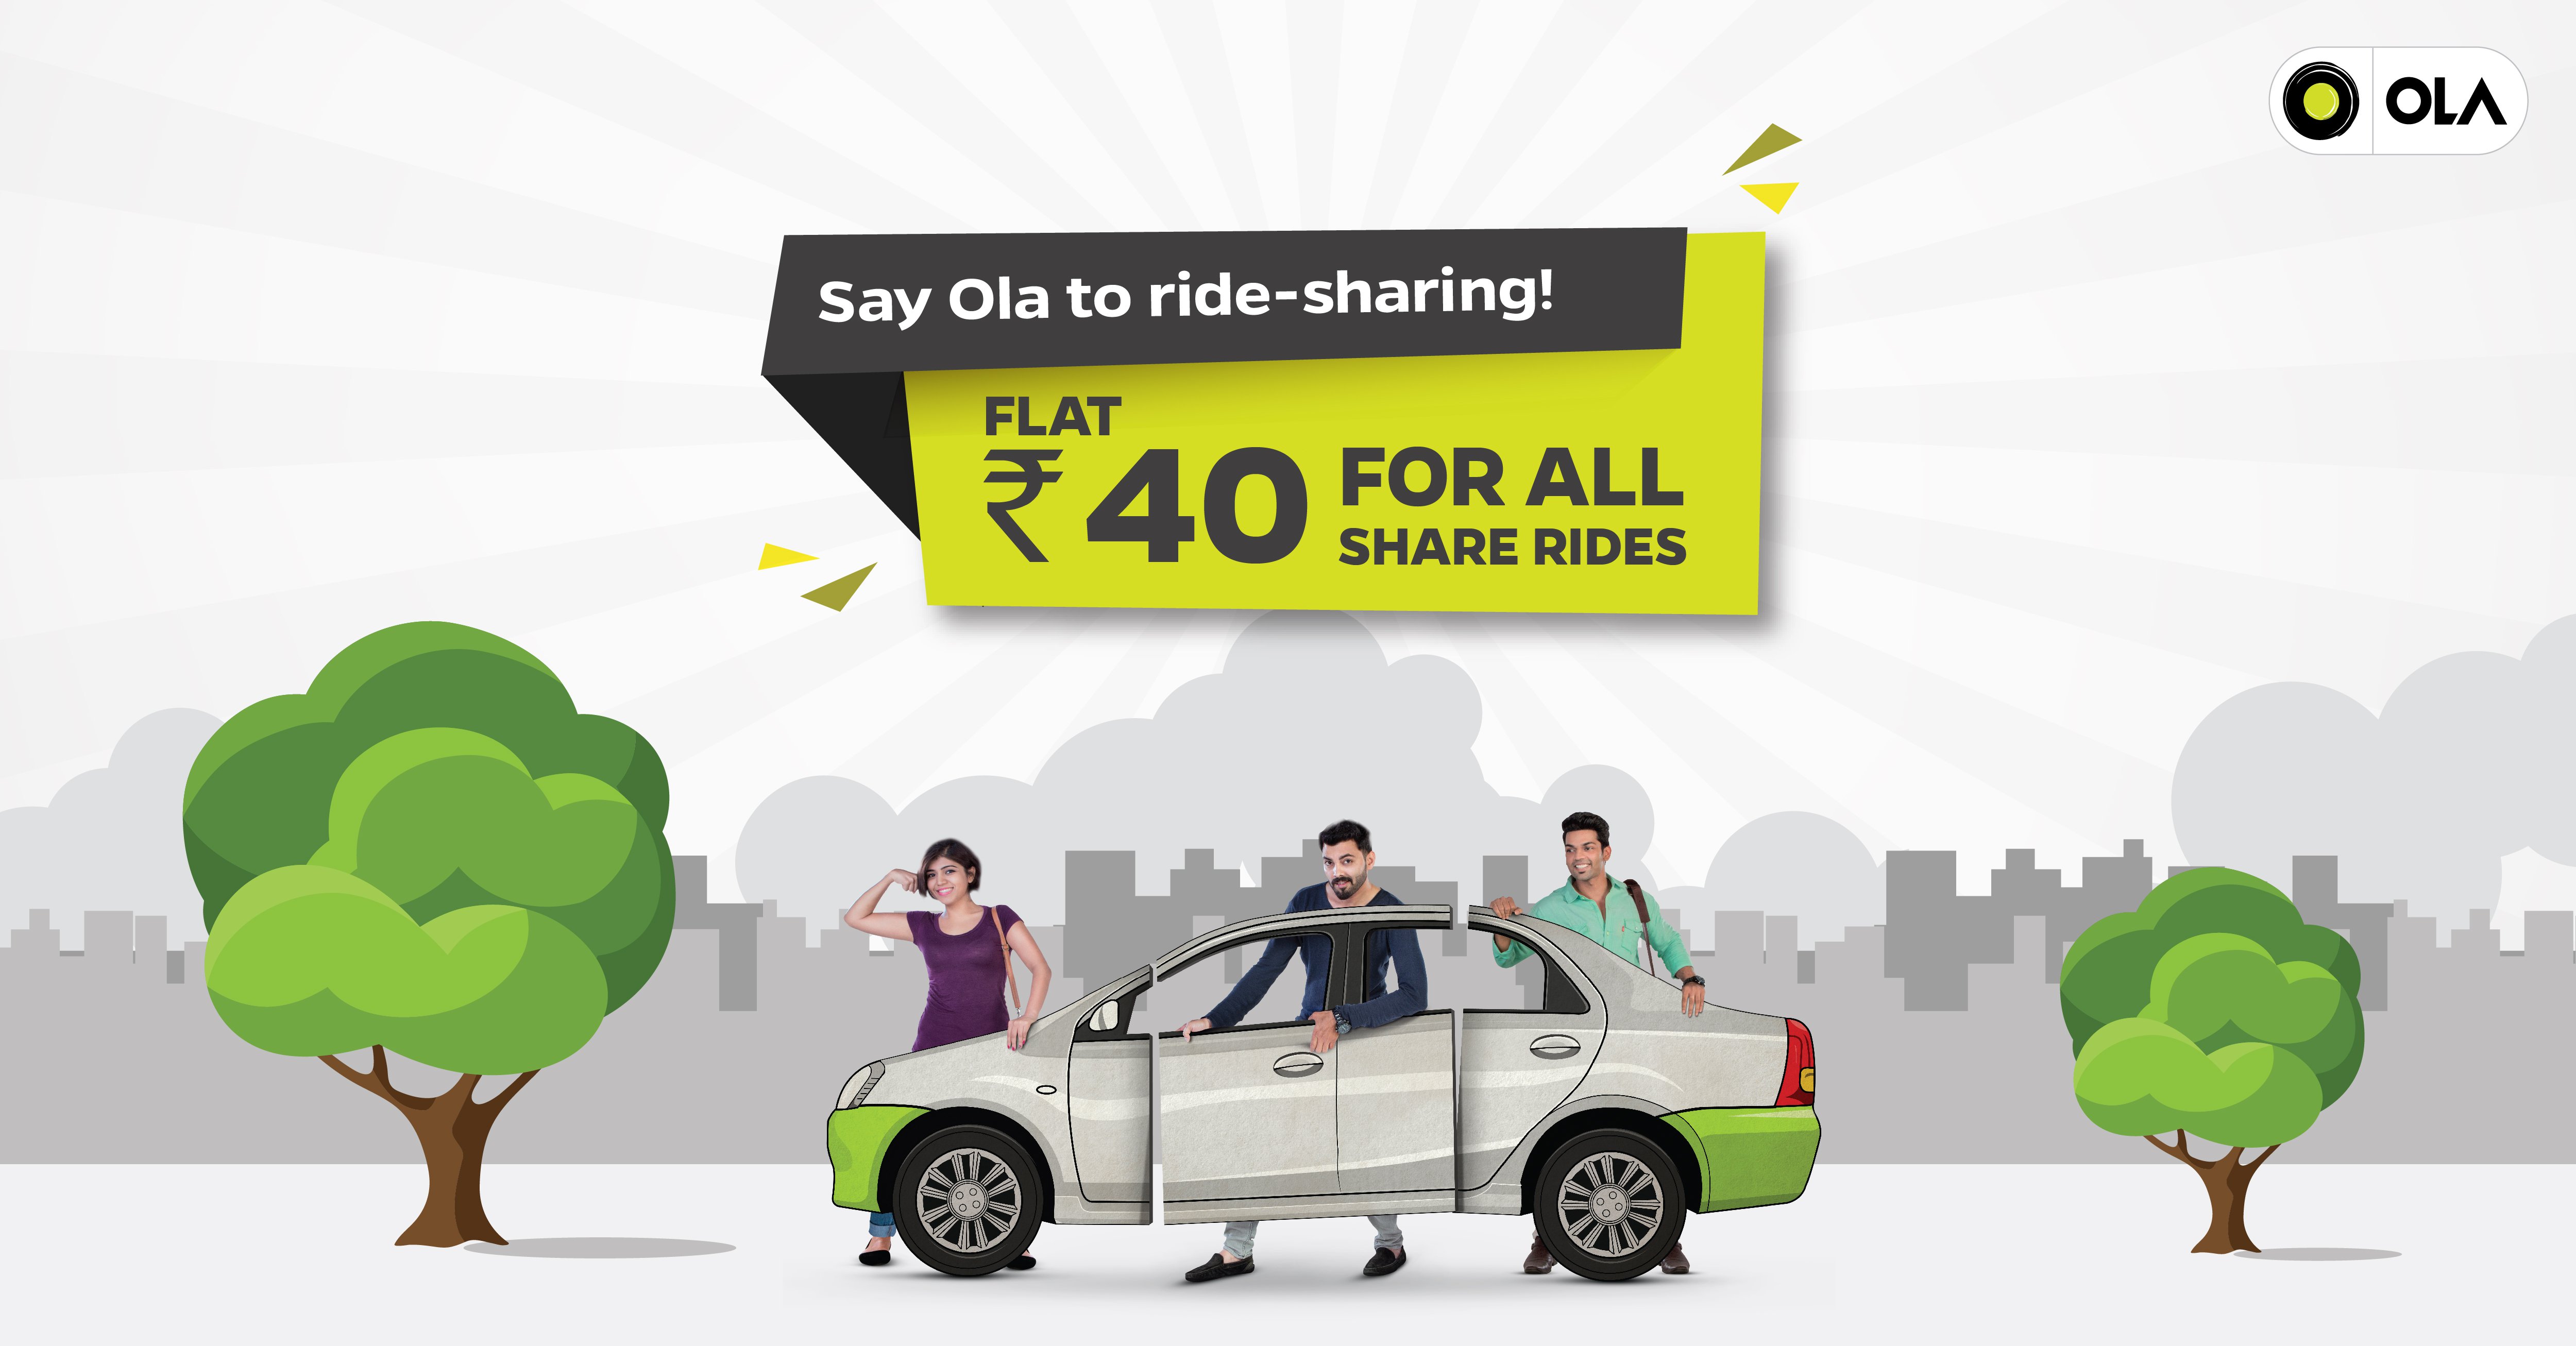 OLA
Say Ola to ride-sharing!
FLAT
₹40 FOR ALL
SHARE RIDES